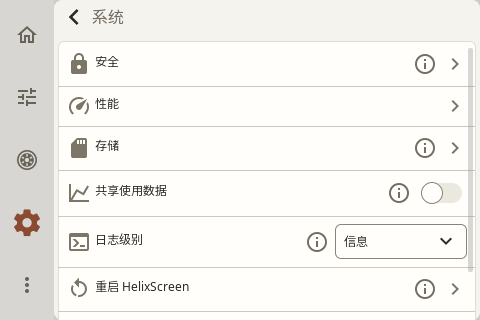 系统
安全
性能
存储
共享使用数据
日志级别
信息
重启 HelixScreen